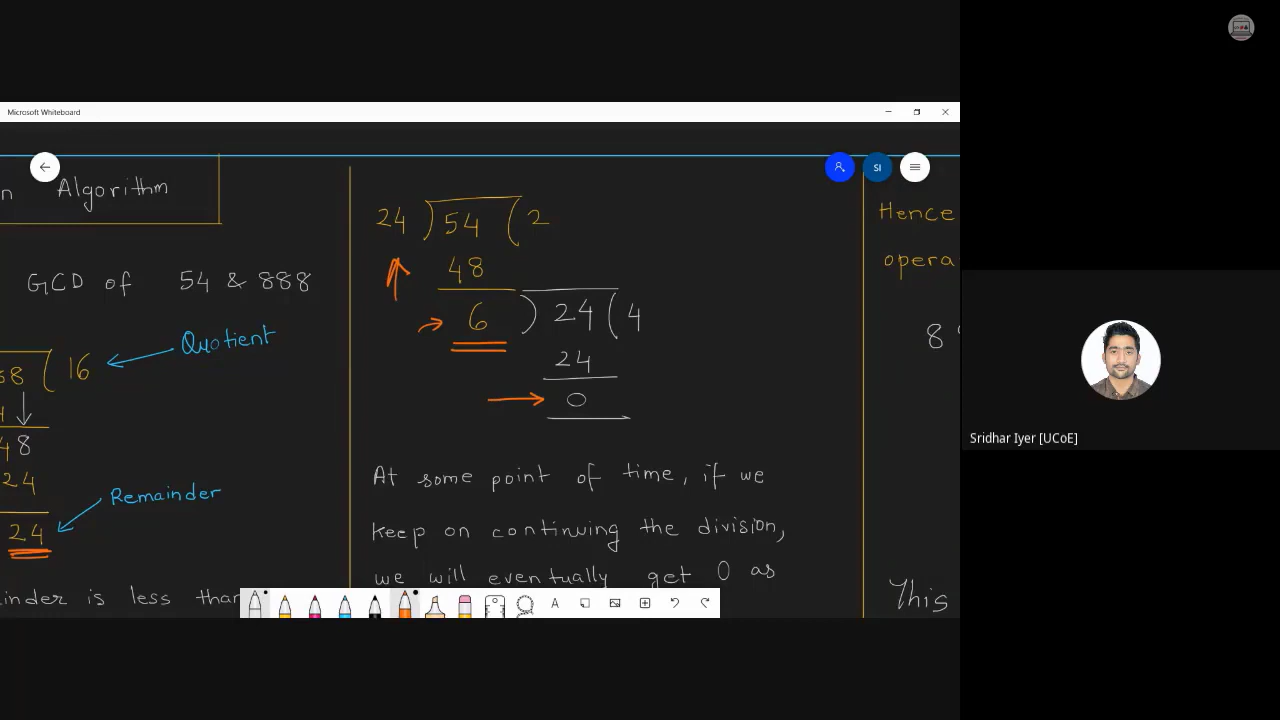 Microsoft Whiteboard
SI
n Algorithm
GCD of 54 & 888
8 ( 16
Quotient
48
24
24
Remainder
inder is less than
24 ) 54 ( 2
48
6 ) 24 ( 4
24
0
At some point of time, if we
keep on continuing the division,
we will eventually get 0 as
Hence
opera
8
This
A
Sridhar Iyer [UCoE]